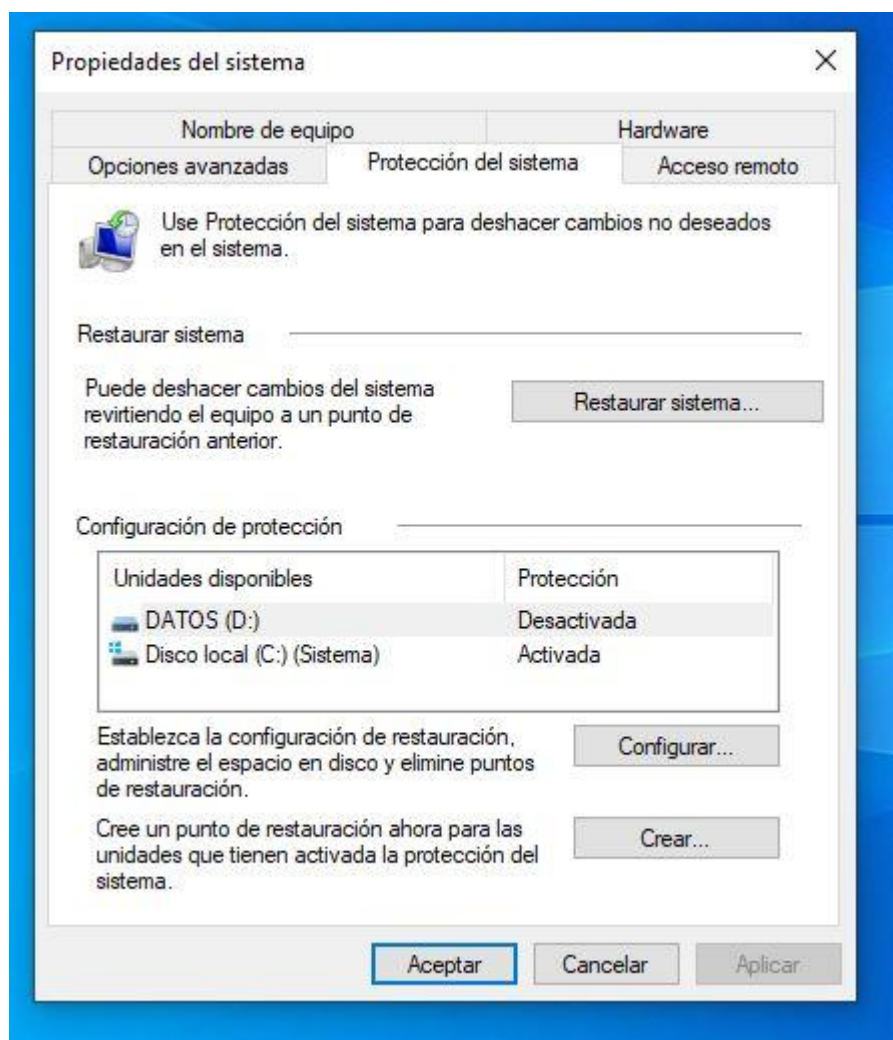 Propiedades del sistema
Nombre de equipo
Hardware
Opciones avanzadas
Protección del sistema
Acceso remoto
Use Protección del sistema para deshacer cambios no deseados
en el sistema.
Restaurar sistema
Puede deshacer cambios del sistema
revirtiendo el equipo a un punto de
restauración anterior.
Restaurar sistema...
Configuración de protección
Unidades disponibles
Protección
DATOS (D:)
Desactivada
Disco local (C:) (Sistema)
Activada
Establezca la configuración de restauración,
administre el espacio en disco y elimine puntos
de restauración.
Configurar...
Cree un punto de restauración ahora para las
unidades que tienen activada la protección del
sistema.
Crear...
Aceptar
Cancelar
Aplicar